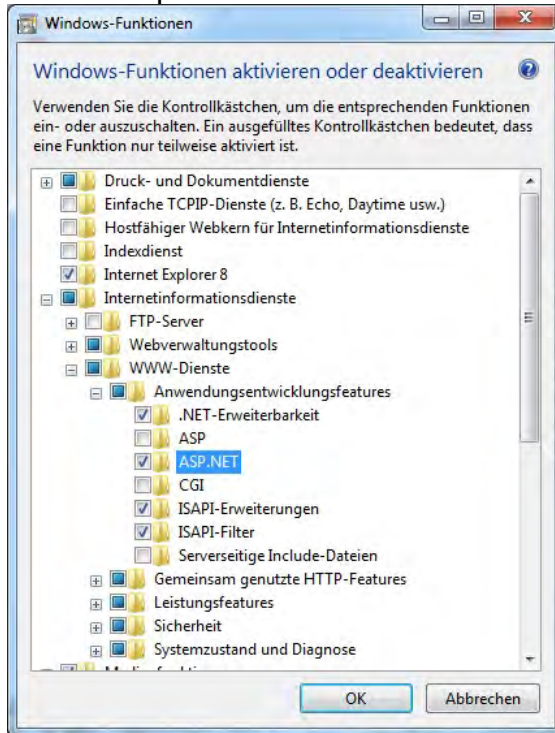 Windows-Funktionen
Windows-Funktionen aktivieren oder deaktivieren
Verwenden Sie die Kontrollkästchen, um die entsprechenden Funktionen
ein- oder auszuschalten. Ein ausgefülltes Kontrollkästchen bedeutet, dass
eine Funktion nur teilweise aktiviert ist.
Druck- und Dokumentdienste
Einfache TCPIP-Dienste (z. B. Echo, Daytime usw.)
Hostfähiger Webkern für Internetinformationsdienste
Indexdienst
Internet Explorer 8
Internetinformationsdienste
FTP-Server
Webverwaltungstools
WWW-Dienste
Anwendungsentwicklungsfeatures
.NET-Erweiterbarkeit
ASP
ASP.NET
CGI
ISAPI-Erweiterungen
ISAPI-Filter
Serverseitige Include-Dateien
Gemeinsam genutzte HTTP-Features
Leistungsfeatures
Sicherheit
Systemzustand und Diagnose
OK Abbrechen